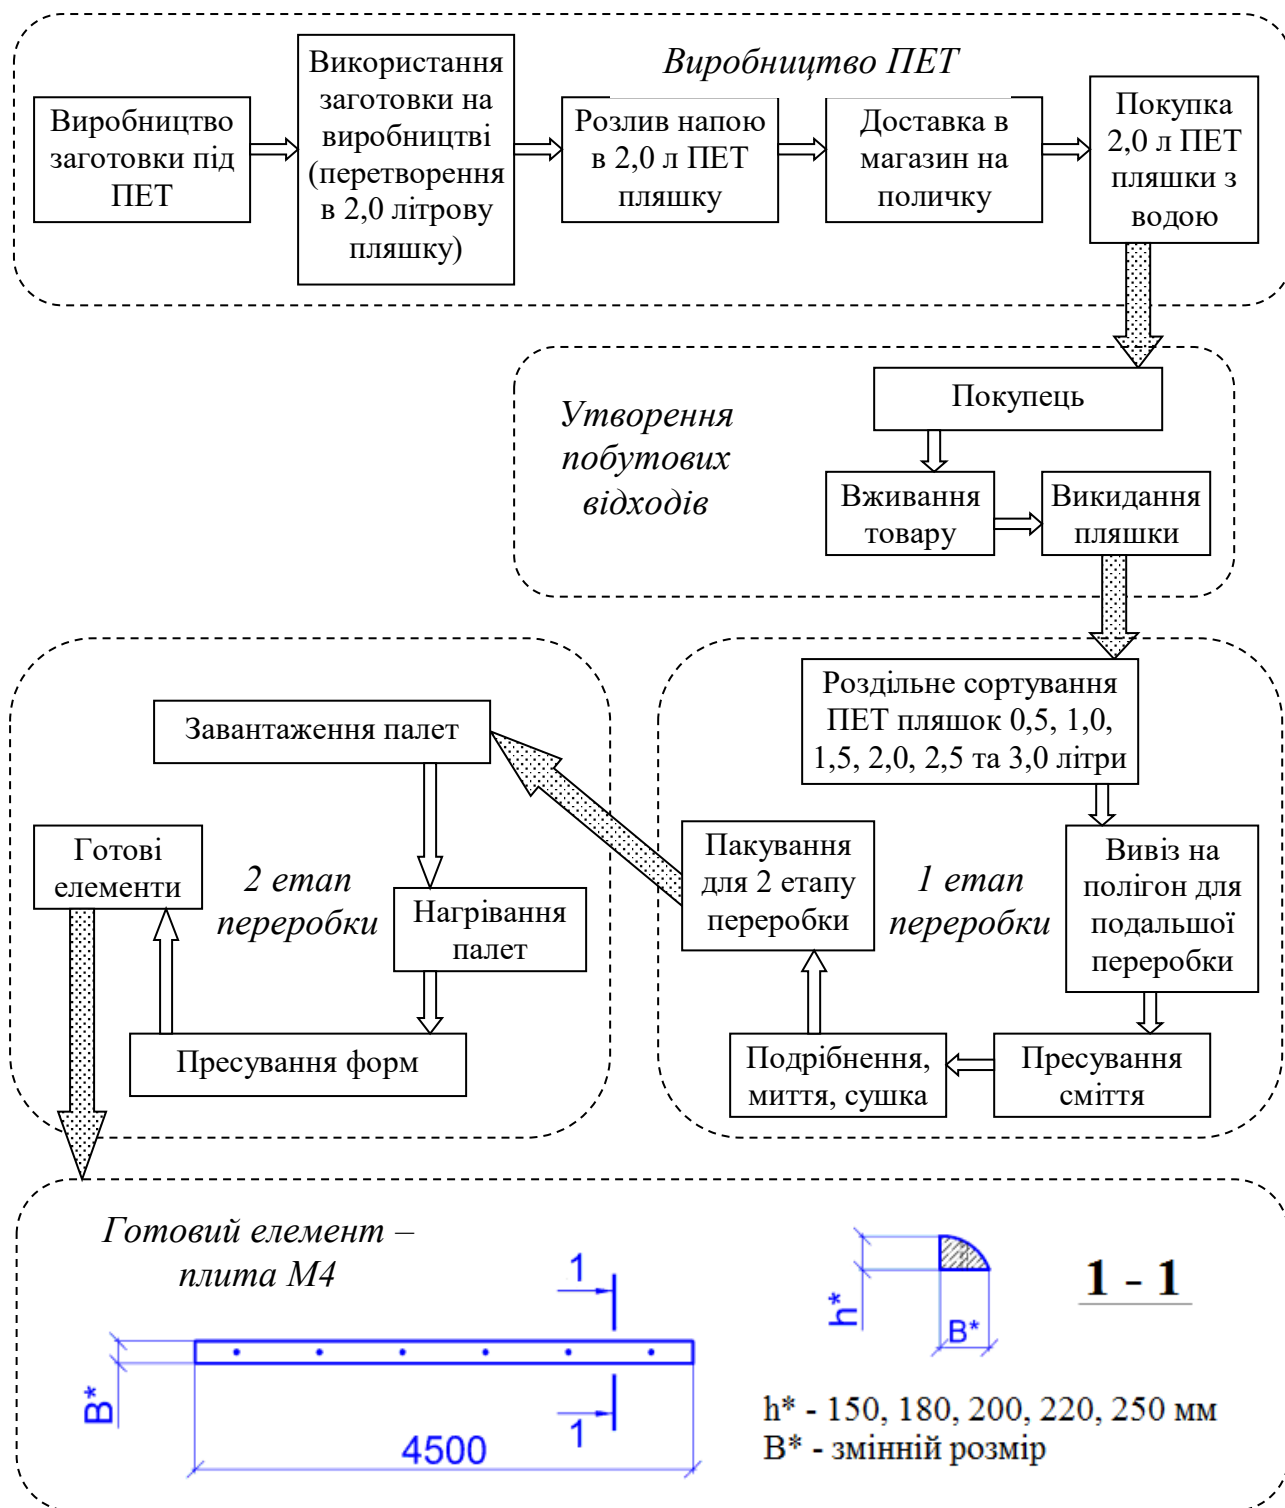 Виробництво ПЕТ
Виробництво
заготовки під
ПЕТ
Використання
заготовки на
виробництві
(перетворення
в 2,0 літрову
пляшку)
Розлив напою
в 2,0 л ПЕТ
пляшку
Доставка в
магазин на
поличку
Покупка
2,0 л ПЕТ
пляшки з
водою
Утворення
побутових
відходів
Покупець
Вживання
товару
Викидання
пляшки
Роздільне сортування
ПЕТ пляшок 0,5, 1,0,
1,5, 2,0, 2,5 та 3,0 літри
Вивіз на
полігон для
подальшої
переробки
1 етап
переробки
Пресування
сміття
Подрібнення,
миття, сушка
Пакування
для 2 етапу
переробки
Завантаження палет
Нагрівання
палет
2 етап
переробки
Пресування форм
Готові
елементи
Готовий елемент –
плита М4
1
1
B*
4500
h*
B*
1 - 1
h* - 150, 180, 200, 220, 250 мм
B* - змінній розмір